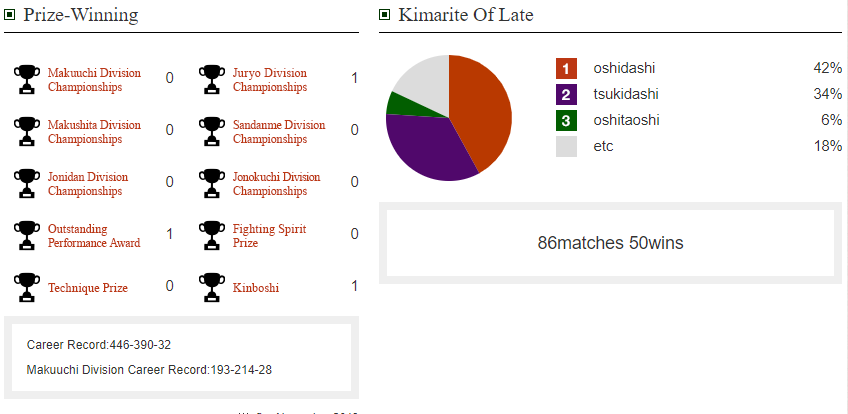 Prize-Winning
Makuuchi Division
Championships
0
Juryo Division
Championships
1
Makushita Division
Championships
0
Sandanme Division
Championships
0
Jonidan Division
Championships
0
Jonokuchi Division
Championships
0
Outstanding
Performance Award
1
Fighting Spirit
Prize
0
Technique Prize
0
Kinboshi
1
Career Record:446-390-32
Makuuchi Division Career Record:193-214-28
Kimarite Of Late
1 oshidashi 42%
2 tsukidashi 34%
3 oshitaoshi 6%
etc 18%
86matches 50wins